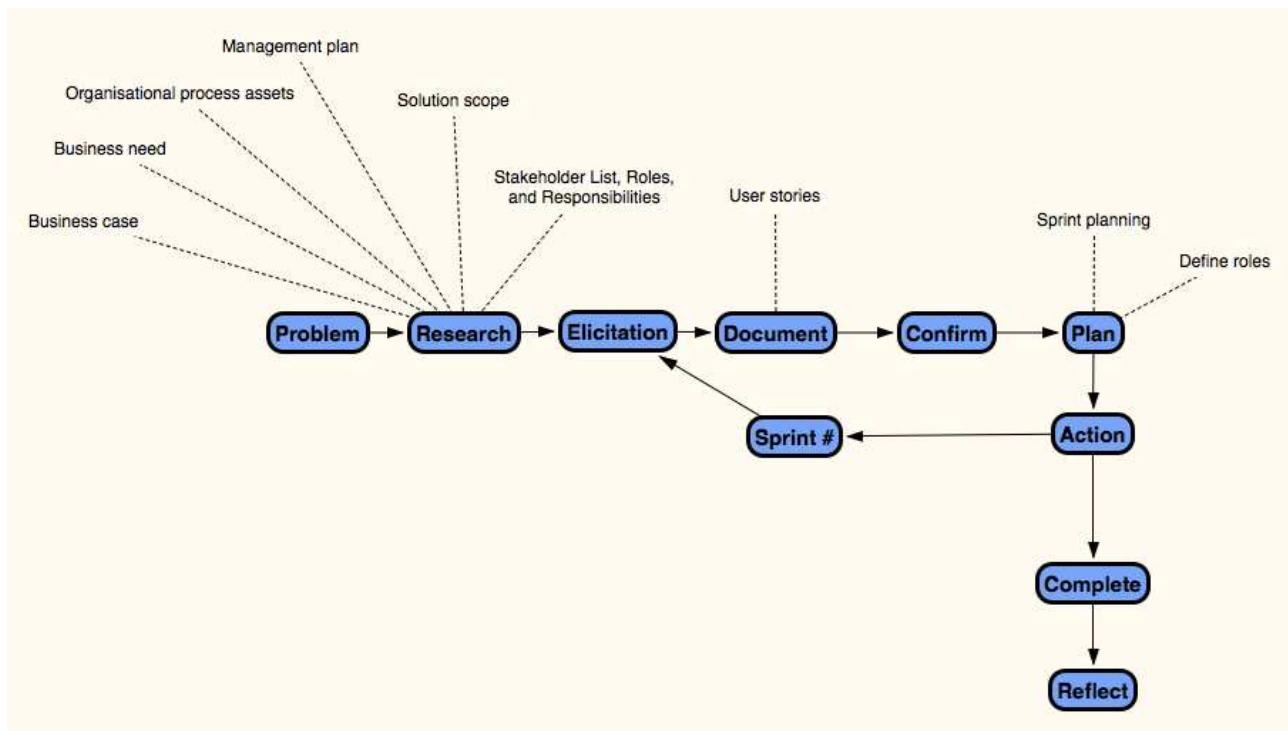 Management plan
Organisational process assets
Solution scope
Business need
Stakeholder List, Roles,
and Responsibilities
User stories
Business case
Sprint planning
Define roles
Problem
Research
Elicitation
Document
Confirm
Plan
Sprint #
Action
Complete
Reflect